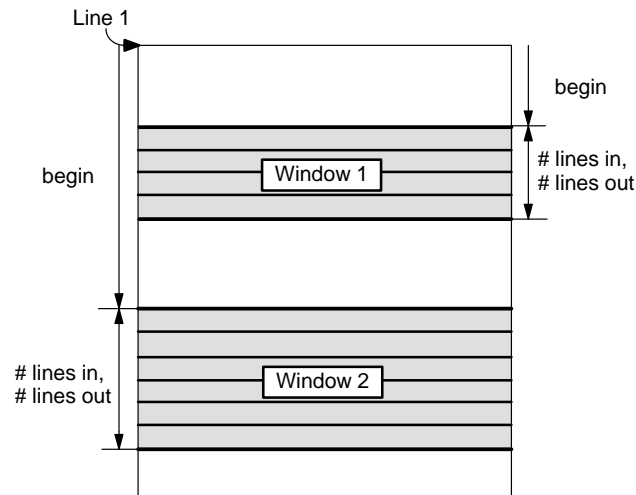 Line 1
begin
# lines in,
# lines out
Window 1
begin
# lines in,
# lines out
Window 2